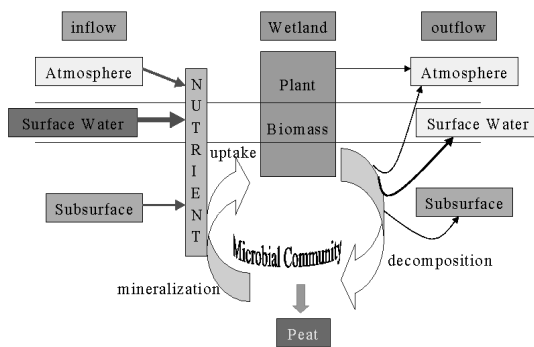 inflow
Wetland
outflow
Atmosphere
NUTRIENT
Plant
Biomass
Atmosphere
Surface Water
Surface Water
uptake
Subsurface
Subsurface
Microbial Community
decomposition
mineralization
Peat